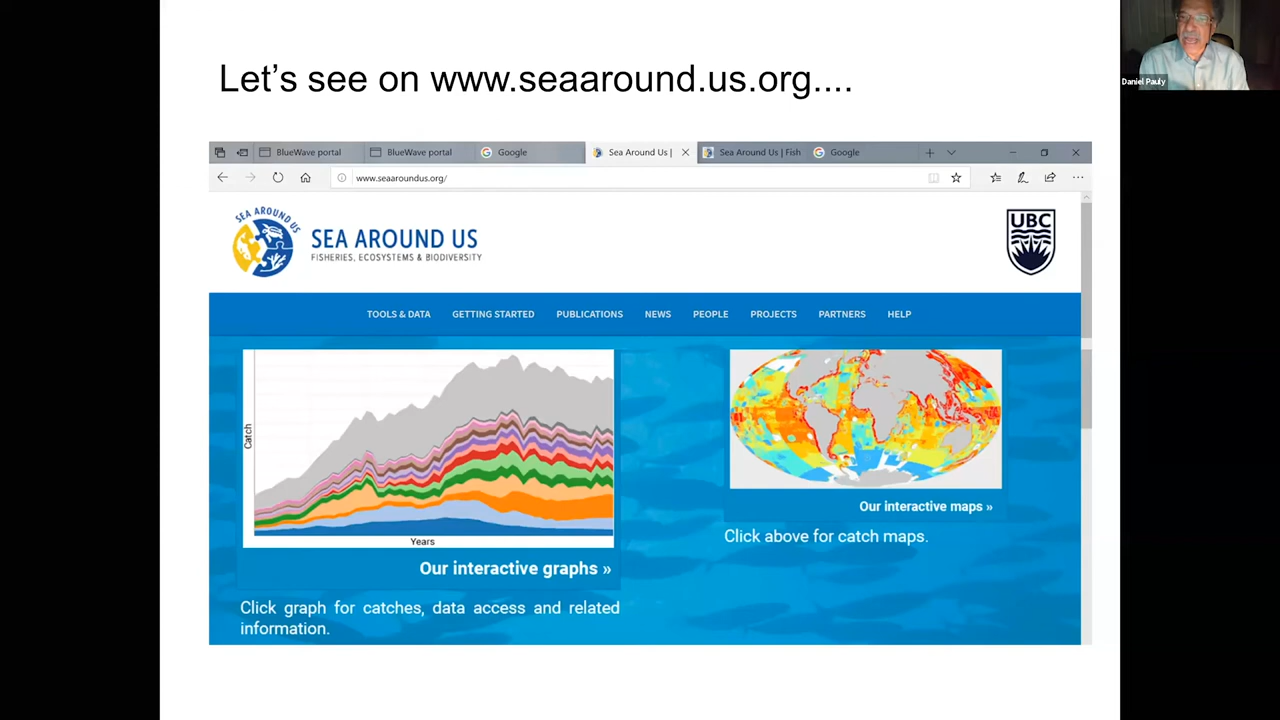 Let's see on www.seaaround.us.org....
Daniel Pauly
BlueWave portal
BlueWave portal
Google
Sea Around Us |
Sea Around Us | Fish
Google
www.seaaroundus.org/
SEA AROUND US
SEA AROUND US
FISHERIES, ECOSYSTEMS & BIODIVERSITY
UBC
TOOLS & DATA GETTING STARTED PUBLICATIONS NEWS PEOPLE PROJECTS PARTNERS HELP
Catch
Years
Our interactive graphs »
Click graph for catches, data access and related
information.
Our interactive maps »
Click above for catch maps.